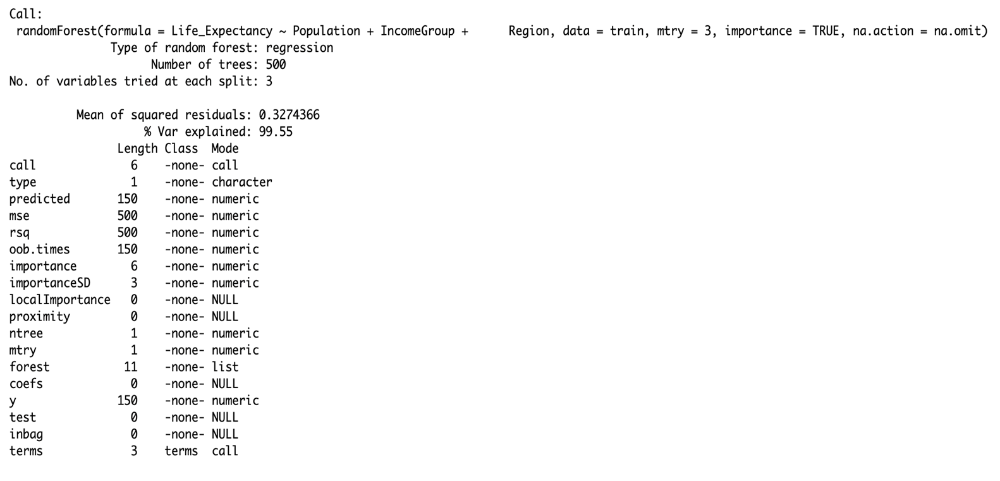 Call:
 randomForest(formula = Life_Expectancy ~ Population + IncomeGroup +      Region, data = train, mtry = 3, importance = TRUE, na.action = na.omit)
               Type of random forest: regression
                     Number of trees: 500
No. of variables tried at each split: 3

          Mean of squared residuals: 0.3274366
                    % Var explained: 99.55
                Length Class  Mode
call              6    -none- call
type              1    -none- character
predicted       150    -none- numeric
mse             500    -none- numeric
rsq             500    -none- numeric
oob.times       150    -none- numeric
importance        6    -none- numeric
importanceSD      3    -none- numeric
localImportance   0    -none- NULL
proximity         0    -none- NULL
ntree             1    -none- numeric
mtry              1    -none- numeric
forest           11    -none- list
coefs             0    -none- NULL
y               150    -none- numeric
test              0    -none- NULL
inbag             0    -none- NULL
terms             3    terms  call